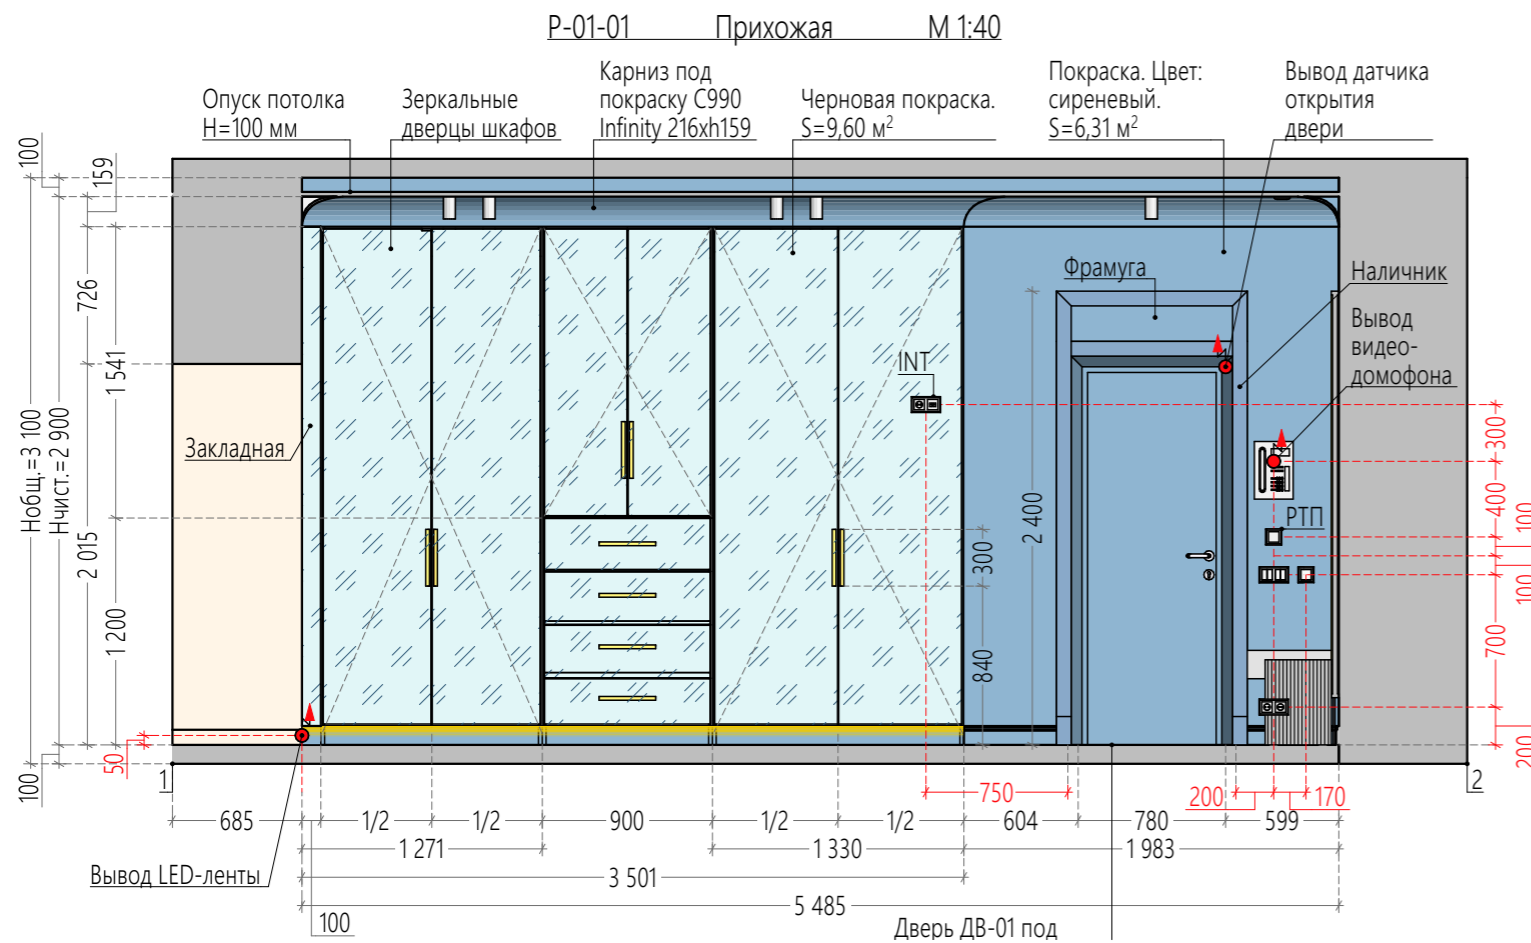 Р-01-01 Прихожая М 1:40
Опуск потолка
Н=100 мм
Зеркальные
дверцы шкафов
Карниз под
покраску С990
Infinity 216xh159
Черновая покраска.
S=9,60 м²
Покраска. Цвет:
сиреневый.
S=6,31 м²
Вывод датчика
открытия
двери
100
159
726
1 541
Нобщ.=3 100
Нчист.=2 900
2 015
1 200
100
50
Закладная
INT
Фрамуга
Наличник
Вывод
видео-
домофона
РТП
2 400
300
840
300
400
100
100
700
200
1
2
750
200
170
685
1/2
1/2
900
1/2
1/2
604
780
599
1 271
1 330
1 983
Вывод LED-ленты
3 501
5 485
100
Дверь ДВ-01 под